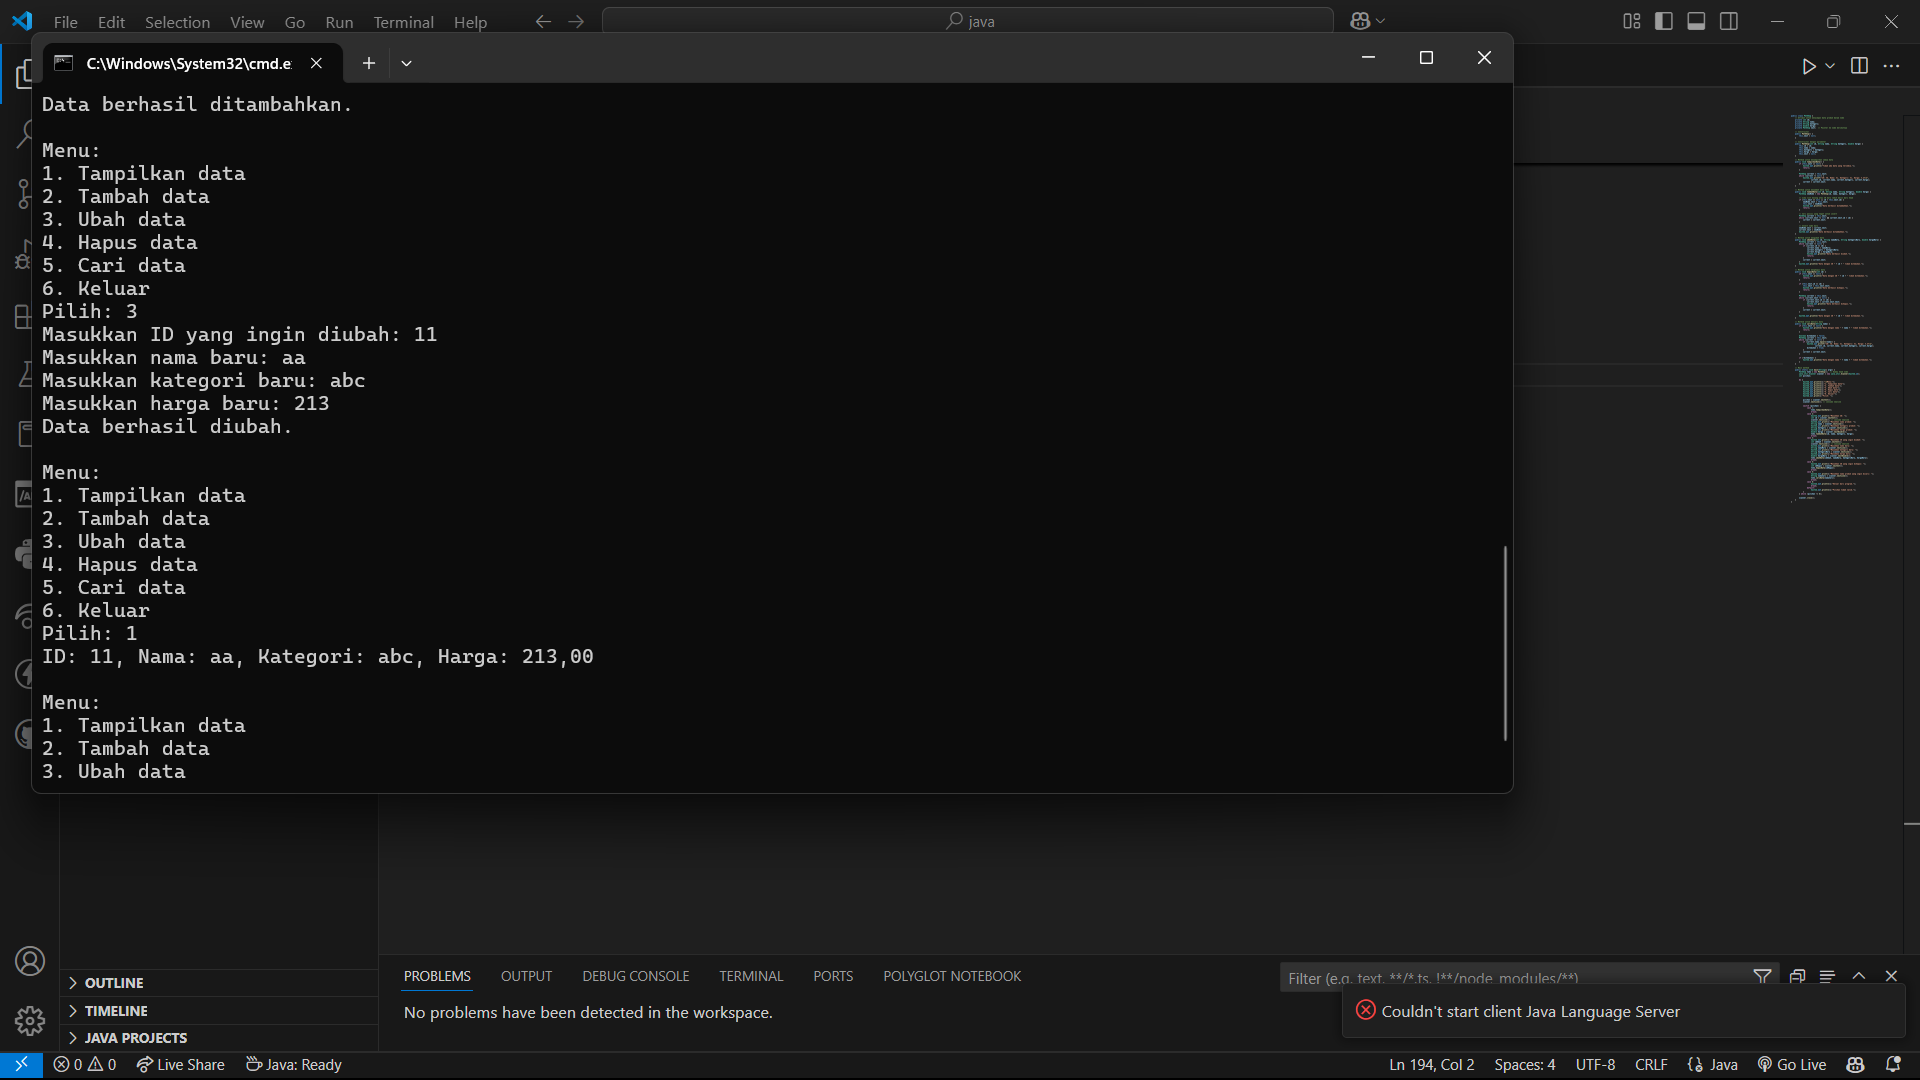 File Edit Selection View Go Run Terminal Help
java
C:\Windows\System32\cmd.e
Data berhasil ditambahkan.
Menu:
1. Tampilkan data
2. Tambah data
3. Ubah data
4. Hapus data
5. Cari data
6. Keluar
Pilih: 3
Masukkan ID yang ingin diubah: 11
Masukkan nama baru: aa
Masukkan kategori baru: abc
Masukkan harga baru: 213
Data berhasil diubah.
Menu:
1. Tampilkan data
2. Tambah data
3. Ubah data
4. Hapus data
5. Cari data
6. Keluar
Pilih: 1
ID: 11, Nama: aa, Kategori: abc, Harga: 213,00
Menu:
1. Tampilkan data
2. Tambah data
3. Ubah data
OUTLINE
TIMELINE
JAVA PROJECTS
PROBLEMS OUTPUT DEBUG CONSOLE TERMINAL PORTS POLYGLOT NOTEBOOK
Filter (e.g. text, **/*.ts, !**/node_modules/**)
No problems have been detected in the workspace.
Couldn't start client Java Language Server
0 0 Live Share Java: Ready
Ln 194, Col 2 Spaces: 4 UTF-8 CRLF Java Go Live